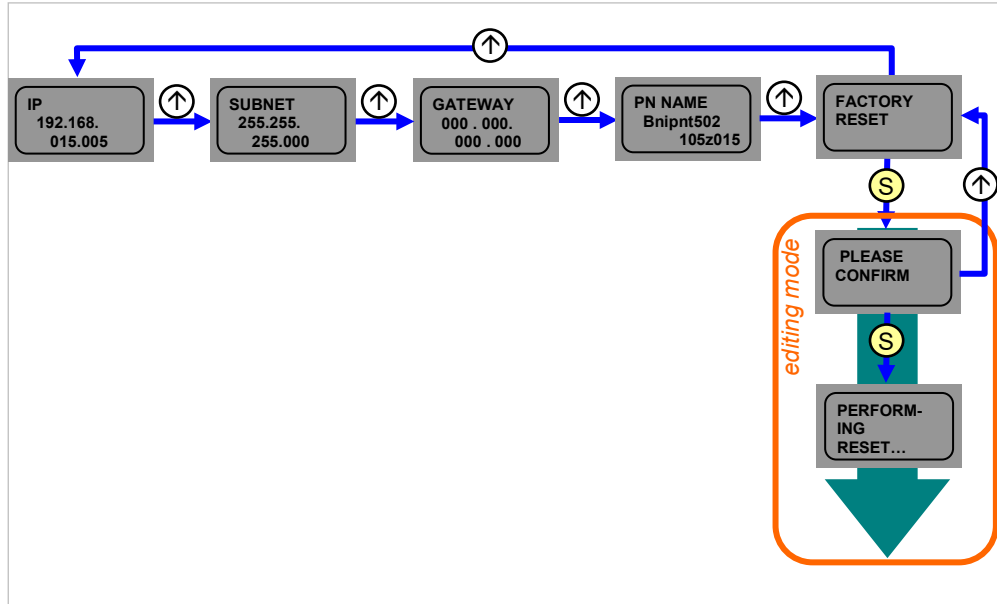 ↑
IP
192.168.
015.005
↑
SUBNET
255.255.
255.000
↑
GATEWAY
000 . 000.
000 . 000
↑
PN NAME
Bnipnt502
105z015
↑
FACTORY
RESET
S
↑
editing mode
PLEASE
CONFIRM
S
PERFORM-
ING
RESET…